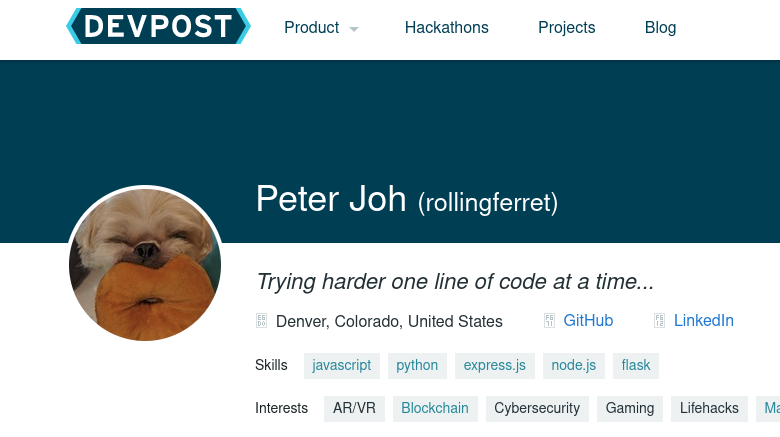 DEVPOST Product Hackathons Projects Blog
Peter Joh (rollingferret)
Trying harder one line of code at a time...
Denver, Colorado, United States GitHub LinkedIn
Skills javascript python express.js node.js flask
Interests AR/VR Blockchain Cybersecurity Gaming Lifehacks